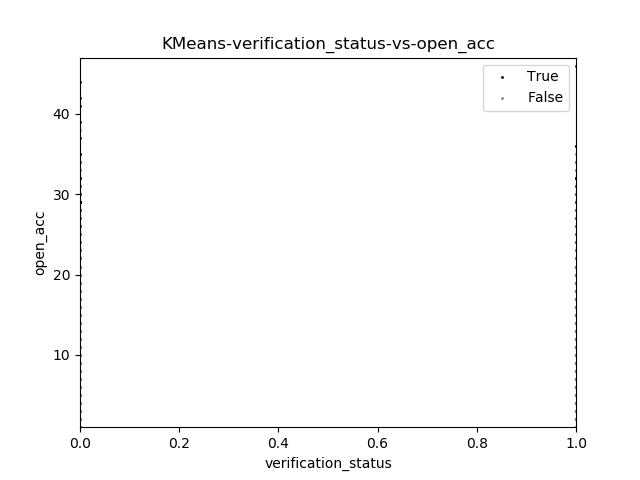 KMeans-verification_status-vs-open_acc
True
False
open_acc
40
30
20
10
0.0 0.2 0.4 0.6 0.8 1.0
verification_status